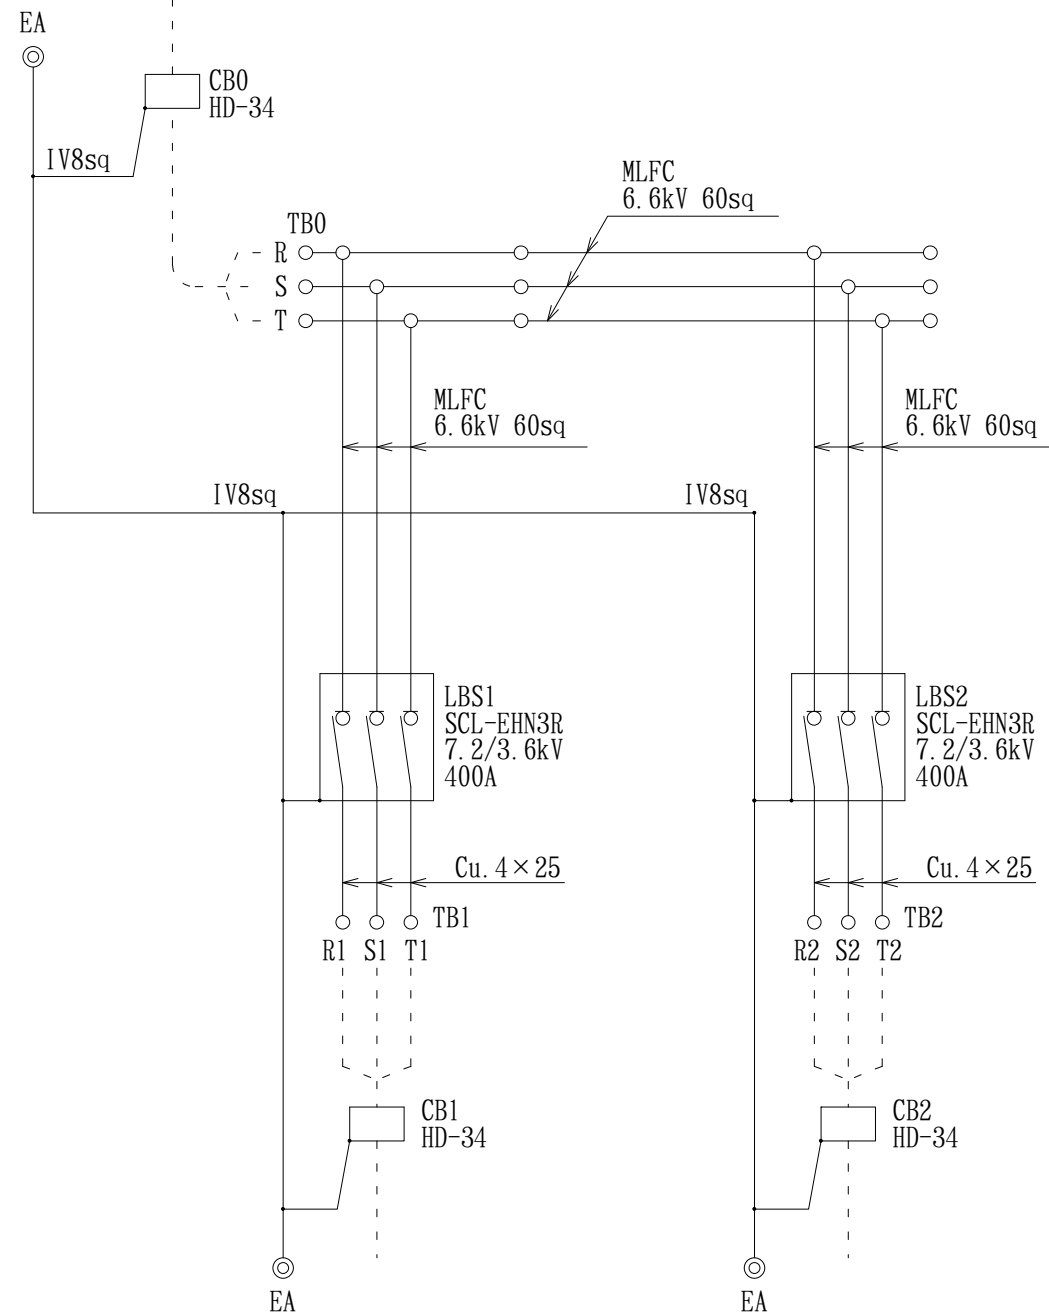 EA
CB0
HD-34
IV8sq
MLFC
6.6kV 60sq
TB0
R
S
T
MLFC
6.6kV 60sq
MLFC
6.6kV 60sq
IV8sq
IV8sq
LBS1
SCL-EHN3R
7.2/3.6kV
400A
LBS2
SCL-EHN3R
7.2/3.6kV
400A
Cu.4×25
Cu.4×25
TB1
TB2
R1 S1 T1
R2 S2 T2
CB1
HD-34
CB2
HD-34
EA
EA